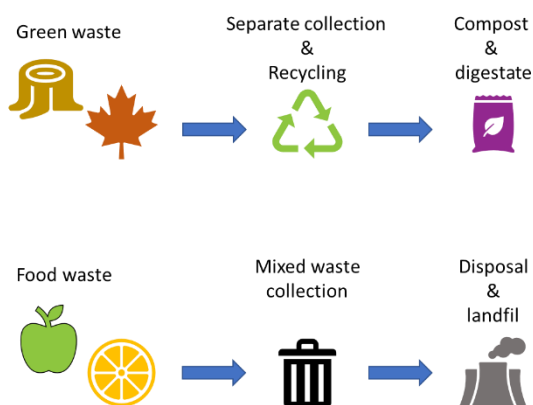 Green waste
Separate collection
&
Recycling
Compost
&
digestate
Food waste
Mixed waste
collection
Disposal
&
landfil